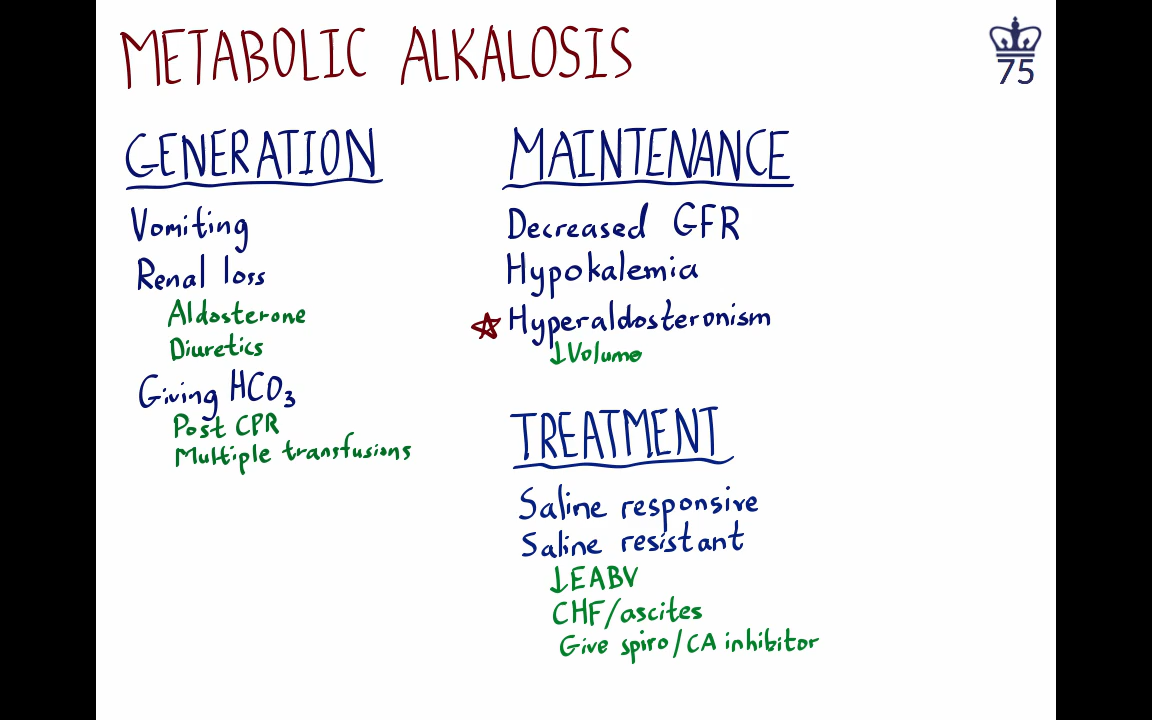 METABOLIC ALKALOSIS
75
GENERATION
Vomiting
Renal loss
Aldosterone
Diuretics
Giving HCO₃
Post CPR
Multiple transfusions
MAINTENANCE
Decreased GFR
Hypokalemia
☆ Hyperaldosteronism
↓Volume
TREATMENT
Saline responsive
Saline resistant
↓EABV
CHF/ascites
Give spiro/CA inhibitor